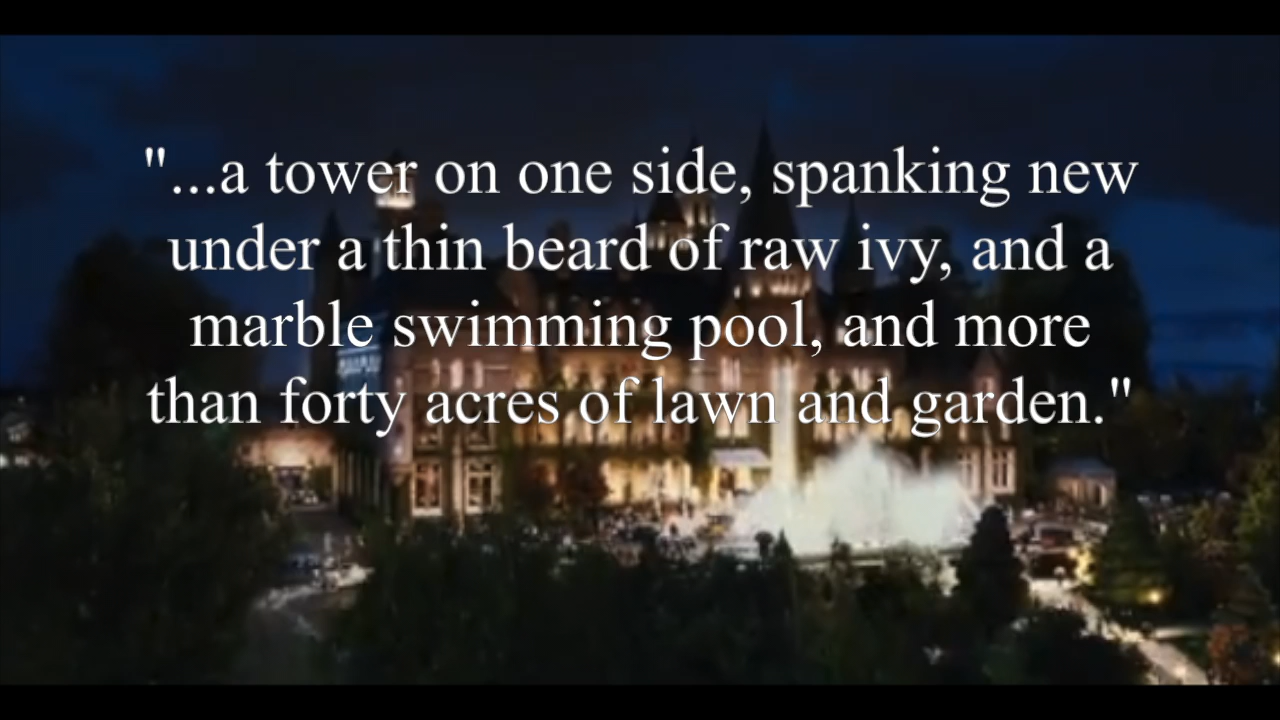 "...a tower on one side, spanking new
under a thin beard of raw ivy, and a
marble swimming pool, and more
than forty acres of lawn and garden."